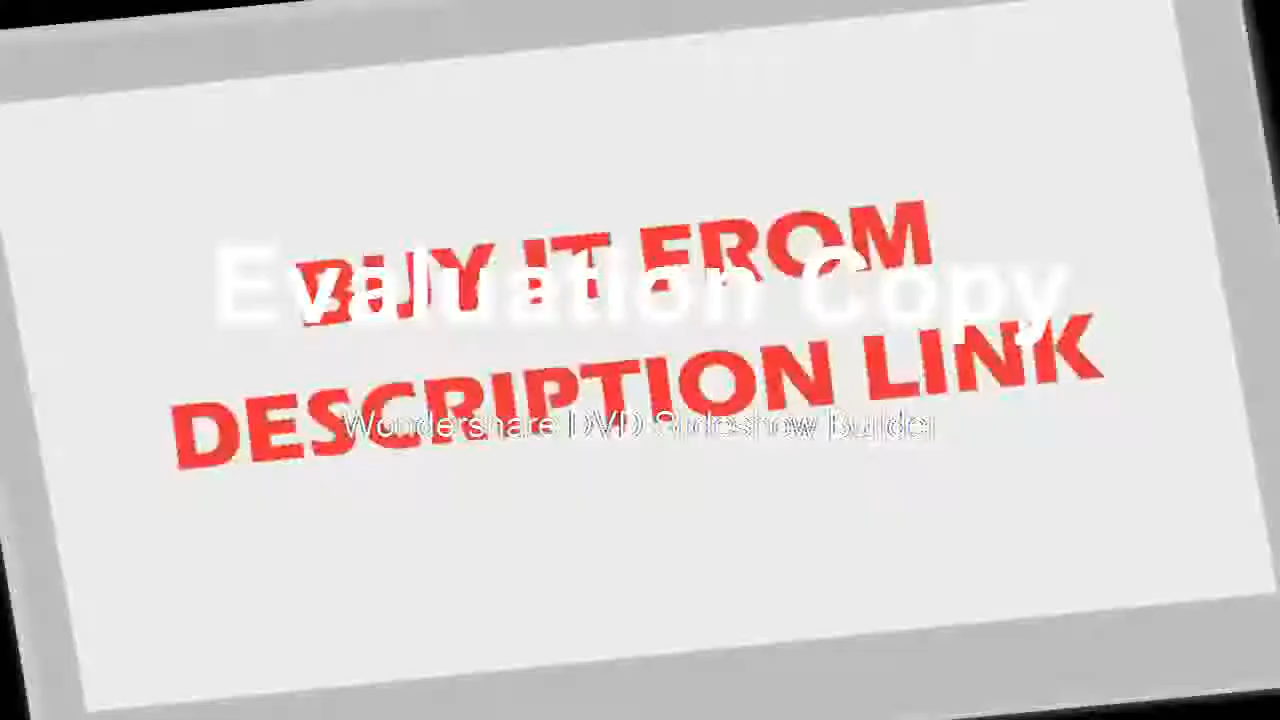 BUY IT FROM
Evaluation Copy
DESCRIPTION LINK
Wondershare DVD Slideshow Builder